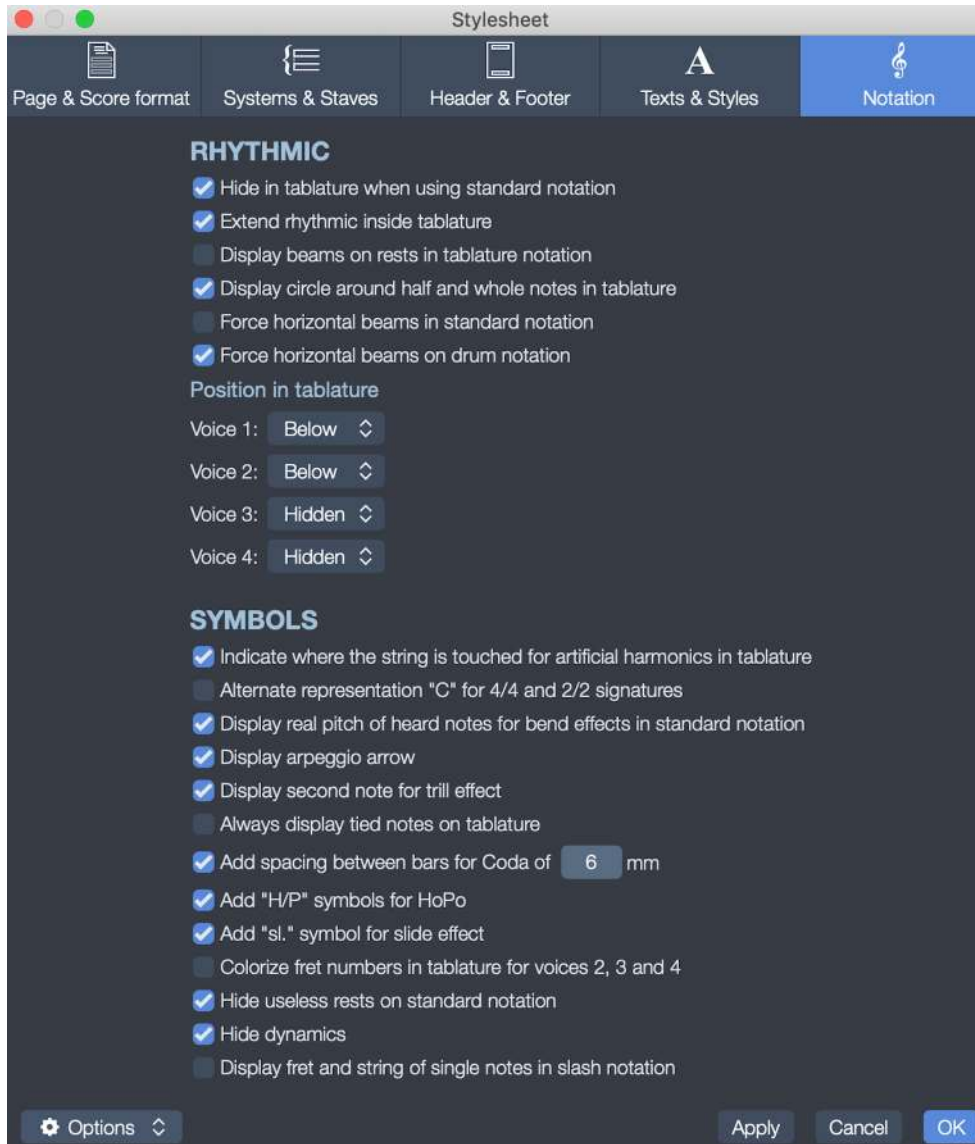 Stylesheet
Page & Score format
Systems & Staves
Header & Footer
A
Texts & Styles
Notation
RHYTHMIC
Hide in tablature when using standard notation
Extend rhythmic inside tablature
Display beams on rests in tablature notation
Display circle around half and whole notes in tablature
Force horizontal beams in standard notation
Force horizontal beams on drum notation
Position in tablature
Voice 1: Below
Voice 2: Below
Voice 3: Hidden
Voice 4: Hidden
SYMBOLS
Indicate where the string is touched for artificial harmonics in tablature
Alternate representation "C" for 4/4 and 2/2 signatures
Display real pitch of heard notes for bend effects in standard notation
Display arpeggio arrow
Display second note for trill effect
Always display tied notes on tablature
Add spacing between bars for Coda of 6 mm
Add "H/P" symbols for HoPo
Add "sl." symbol for slide effect
Colorize fret numbers in tablature for voices 2, 3 and 4
Hide useless rests on standard notation
Hide dynamics
Display fret and string of single notes in slash notation
Options Apply Cancel OK